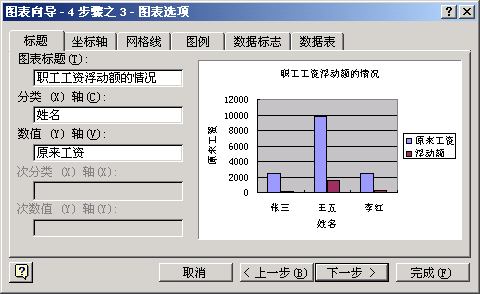 图表向导 - 4 步骤之 3 - 图表选项
标题 坐标轴 网格线 图例 数据标志 数据表
图表标题(T):
职工工资浮动额的情况
分类 (X) 轴(C):
姓名
数值 (Y) 轴(V):
原来工资
次分类 (X) 轴(X):
次数值 (Y) 轴(Y):
职工工资浮动额的情况
原来工资
12000
10000
8000
6000
4000
2000
0
张三 王五 李红
姓名
原来工资
浮动额
取消 < 上一步(B) 下一步 > 完成(F)